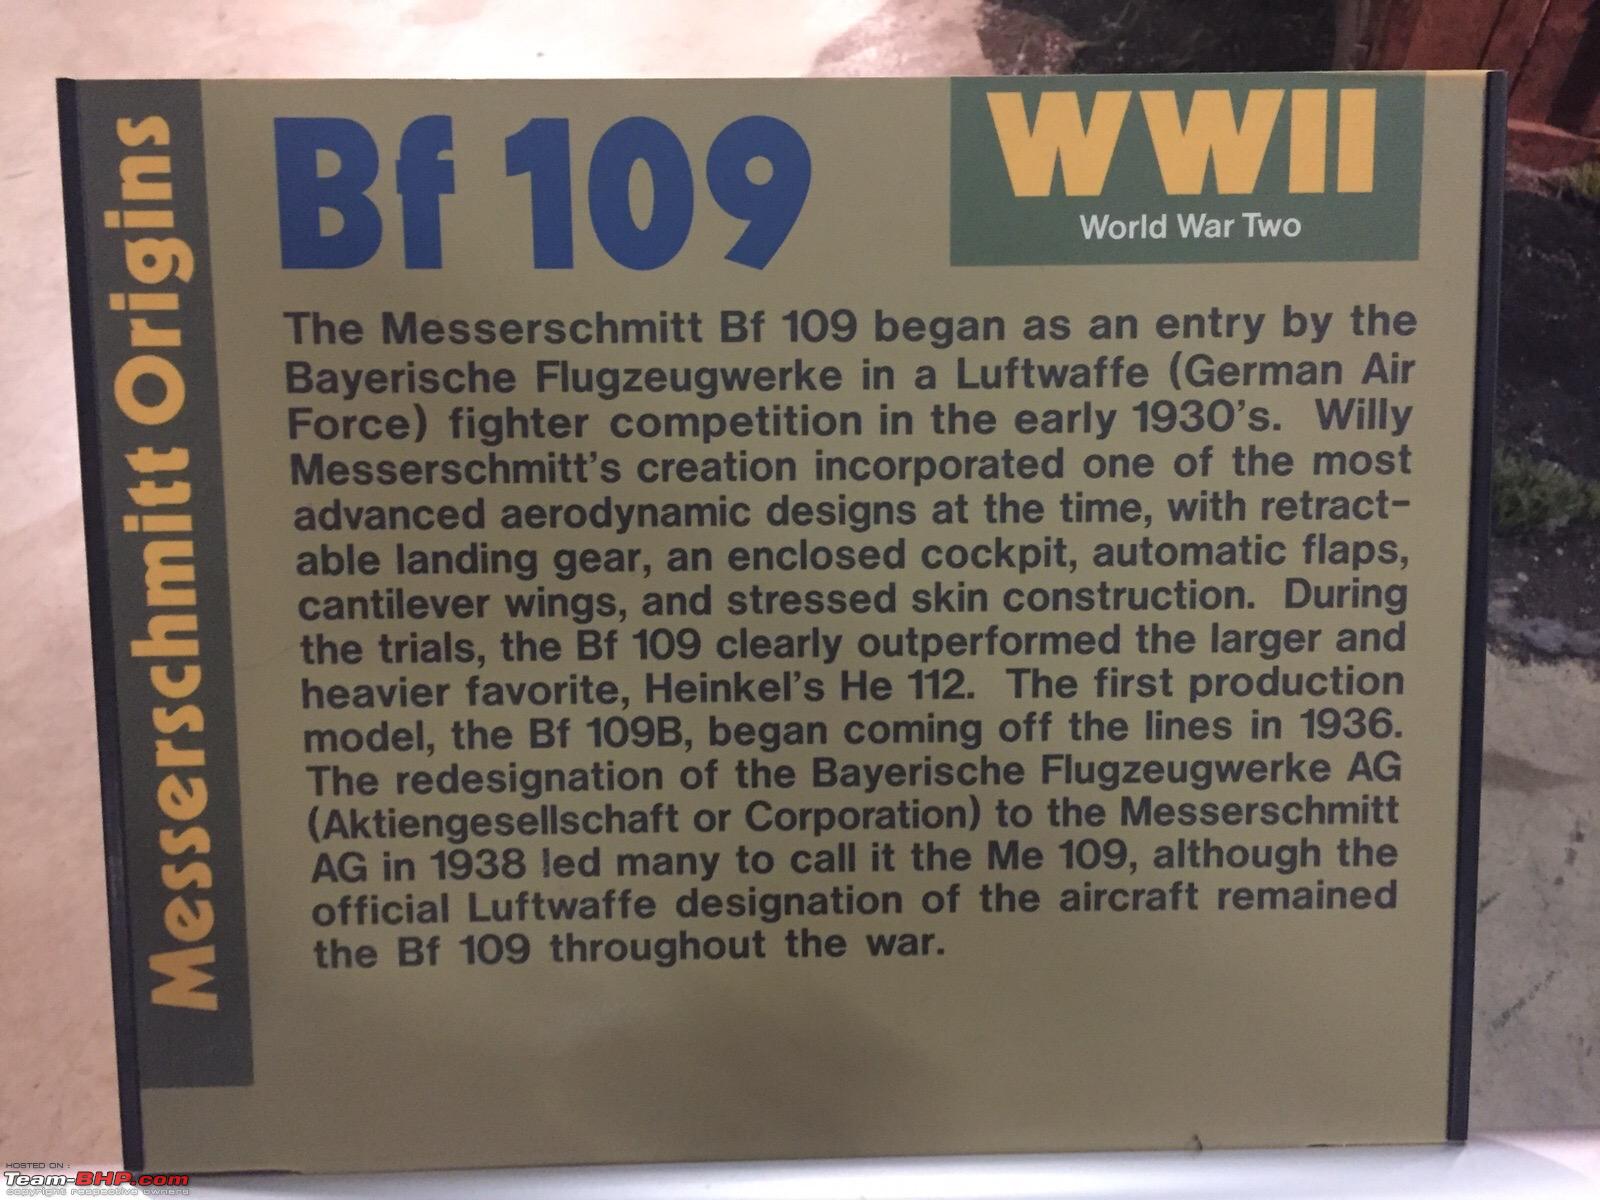 Messerschmitt Origins
Bf 109
WWII
World War Two
The Messerschmitt Bf 109 began as an entry by the
Bayerische Flugzeugwerke in a Luftwaffe (German Air
Force) fighter competition in the early 1930's. Willy
Messerschmitt's creation incorporated one of the most
advanced aerodynamic designs at the time, with retract-
able landing gear, an enclosed cockpit, automatic flaps,
cantilever wings, and stressed skin construction. During
the trials, the Bf 109 clearly outperformed the larger and
heavier favorite, Heinkel's He 112. The first production
model, the Bf 109B, began coming off the lines in 1936.
The redesignation of the Bayerische Flugzeugwerke AG
(Aktiengesellschaft or Corporation) to the Messerschmitt
AG in 1938 led many to call it the Me 109, although the
official Luftwaffe designation of the aircraft remained
the Bf 109 throughout the war.
HOSTED ON :
Team-BHP.com
copyright respective owners